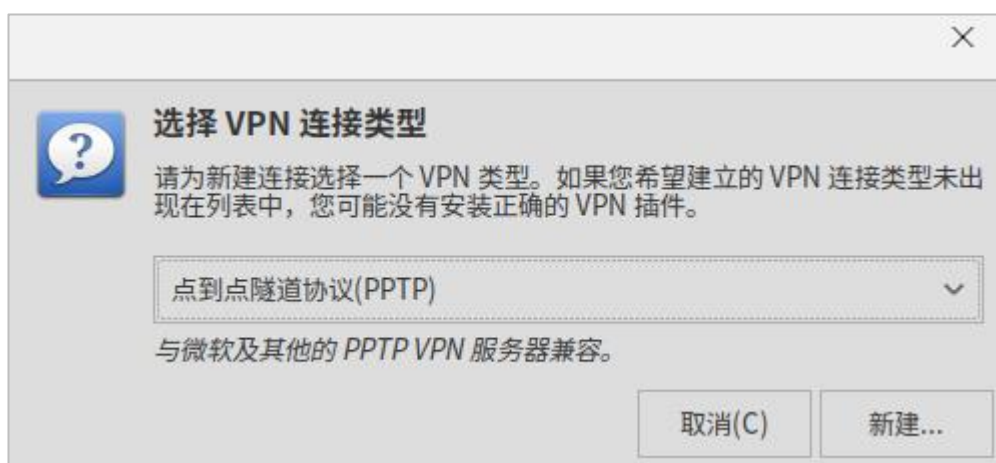 选择 VPN 连接类型
请为新建连接选择一个 VPN 类型。如果您希望建立的 VPN 连接类型未出
现在列表中，您可能没有安装正确的 VPN 插件。
点到点隧道协议(PPTP)
与微软及其他的 PPTP VPN 服务器兼容。
取消(C)
新建...